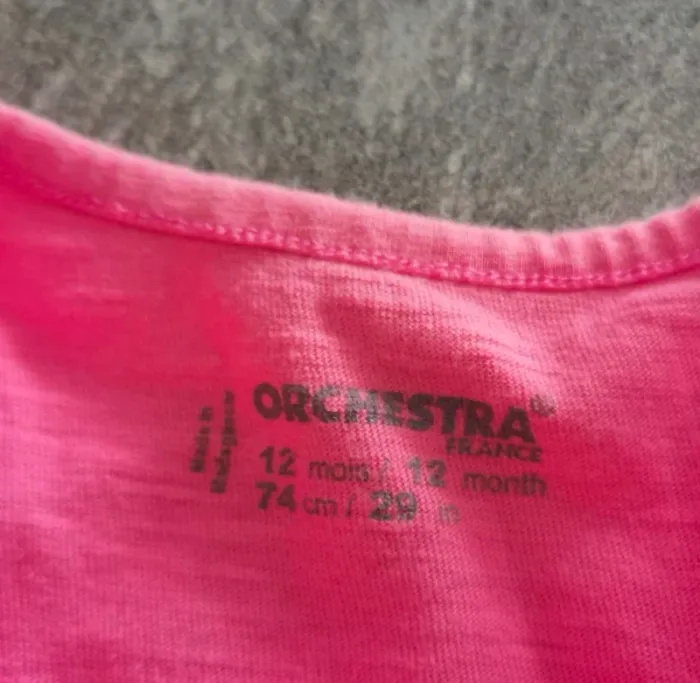 ORCHESTRA®
FRANCE
12 mois / 12 month
74 cm / 29 in
Made in
Madagascar